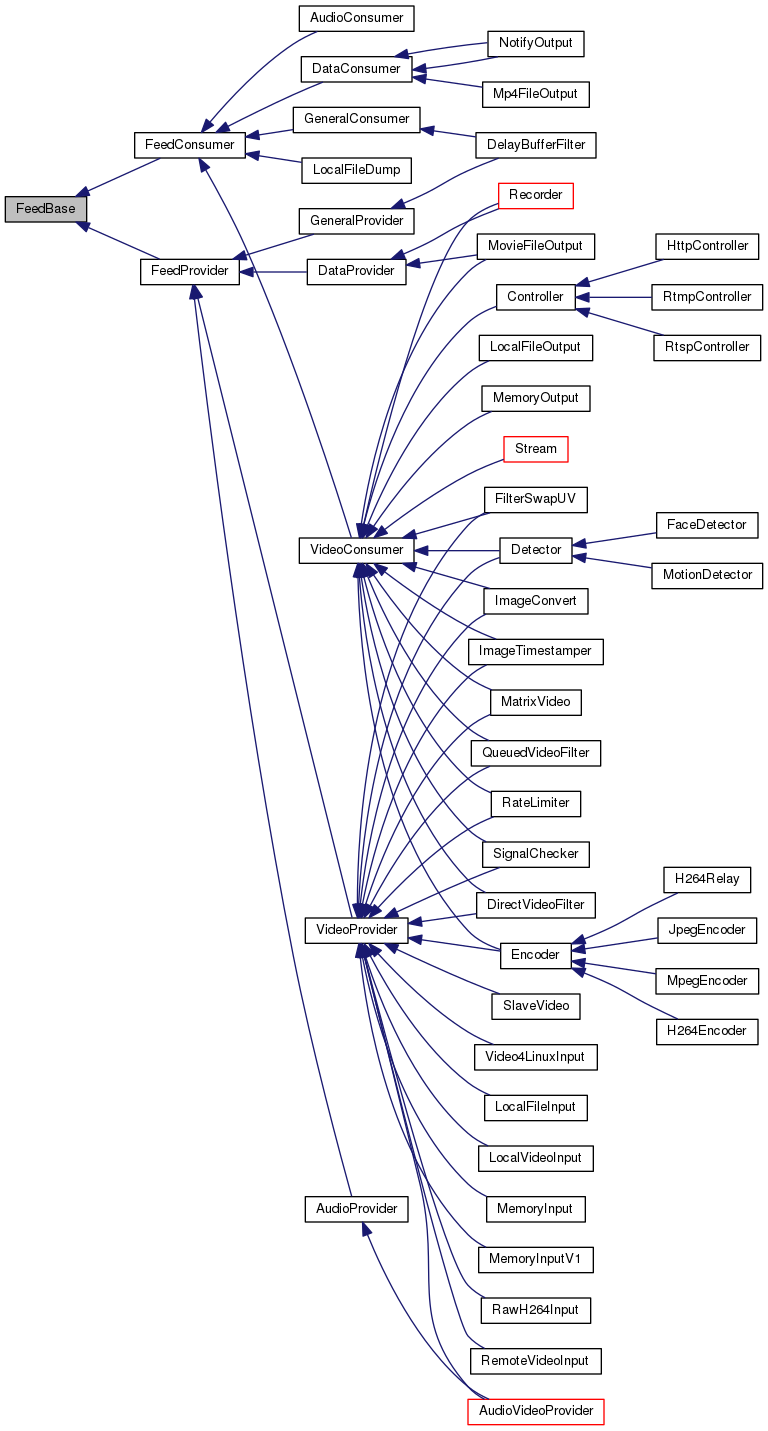 AudioConsumer
NotifyOutput
DataConsumer
Mp4FileOutput
GeneralConsumer
FeedConsumer
DelayBufferFilter
LocalFileDump
Recorder
FeedBase
GeneralProvider
MovieFileOutput
HttpController
FeedProvider
DataProvider
Controller
RtmpController
LocalFileOutput
RtspController
MemoryOutput
Stream
FilterSwapUV
FaceDetector
VideoConsumer
Detector
MotionDetector
ImageConvert
ImageTimestamper
MatrixVideo
QueuedVideoFilter
RateLimiter
SignalChecker
H264Relay
DirectVideoFilter
VideoProvider
JpegEncoder
Encoder
MpegEncoder
SlaveVideo
H264Encoder
Video4LinuxInput
LocalFileInput
LocalVideoInput
AudioProvider
MemoryInput
MemoryInputV1
RawH264Input
RemoteVideoInput
AudioVideoProvider